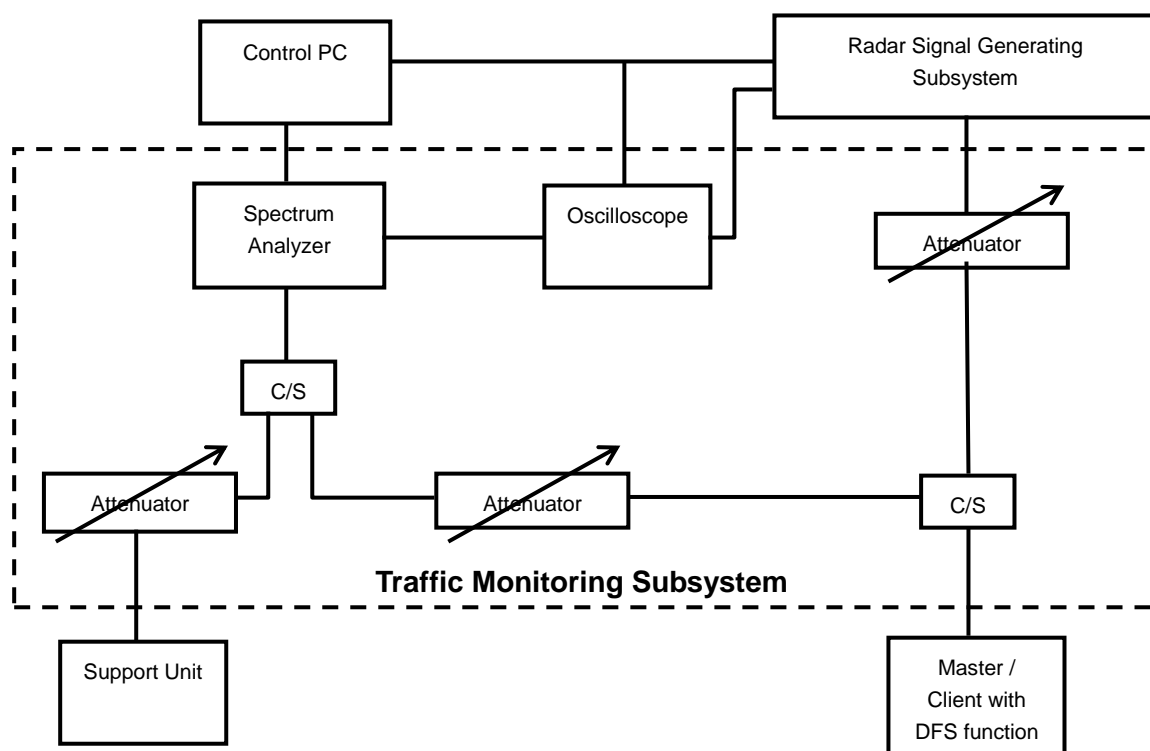 Control PC
Radar Signal Generating
Subsystem
Spectrum
Analyzer
Oscilloscope
Attenuator
C/S
Attenuator
Attenuator
C/S
Traffic Monitoring Subsystem
Support Unit
Master /
Client with
DFS function